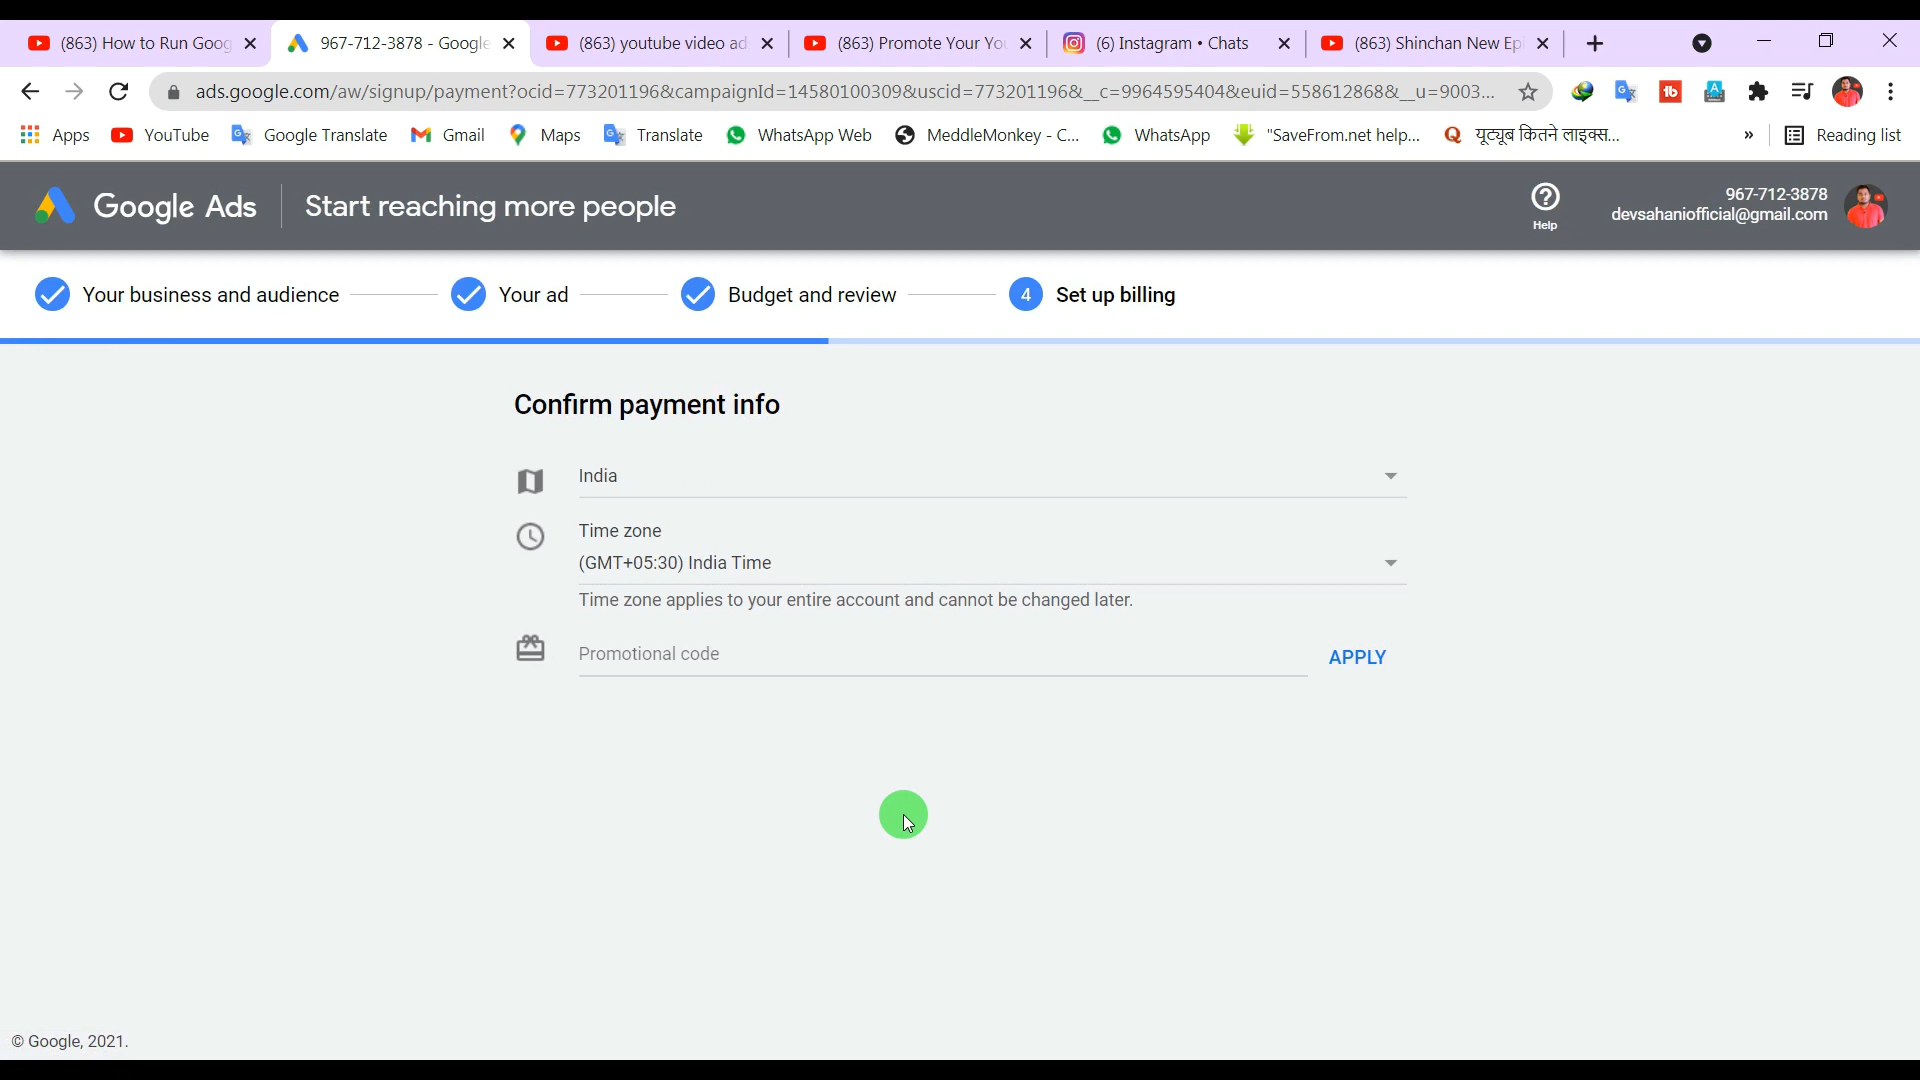 (863) How to Run Goog
967-712-3878 - Google
(863) youtube video ad
(863) Promote Your You
(6) Instagram • Chats
(863) Shinchan New Epi
ads.google.com/aw/signup/payment?ocid=773201196&campaignId=14580100309&uscid=773201196&__c=9964595404&euid=558612868&__u=9003...
Apps
YouTube
Google Translate
Gmail
Maps
Translate
WhatsApp Web
MeddleMonkey - C...
WhatsApp
"SaveFrom.net help...
यूट्यूब कितने लाइक्स...
»
Reading list
Google Ads
Start reaching more people
Help
967-712-3878
devsahaniofficial@gmail.com
Your business and audience
Your ad
Budget and review
4 Set up billing
Confirm payment info
India
Time zone
(GMT+05:30) India Time
Time zone applies to your entire account and cannot be changed later.
Promotional code
APPLY
© Google, 2021.